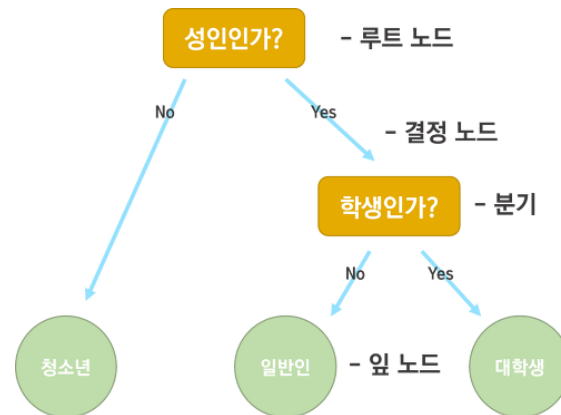 성인인가? - 루트 노드
No Yes
- 결정 노드
학생인가? - 분기
No Yes
청소년 일반인 - 잎 노드 대학생